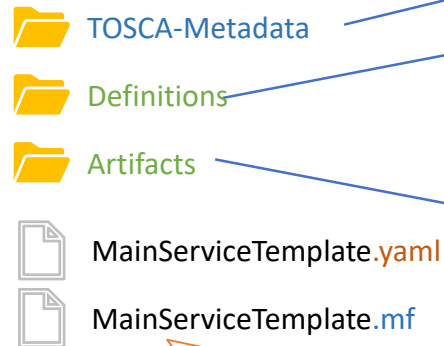 TOSCA-Metadata
Definitions
Artifacts
MainServiceTemplate.yaml
MainServiceTemplate.mf